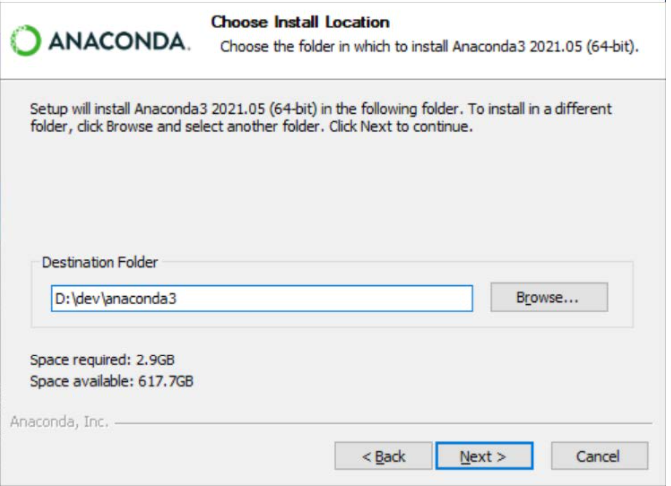 ANACONDA.
Choose Install Location
Choose the folder in which to install Anaconda3 2021.05 (64-bit).
Setup will install Anaconda3 2021.05 (64-bit) in the following folder. To install in a different
folder, click Browse and select another folder. Click Next to continue.
Destination Folder
D:\dev\anaconda3
Browse...
Space required: 2.9GB
Space available: 617.7GB
Anaconda, Inc.
< Back
Next >
Cancel